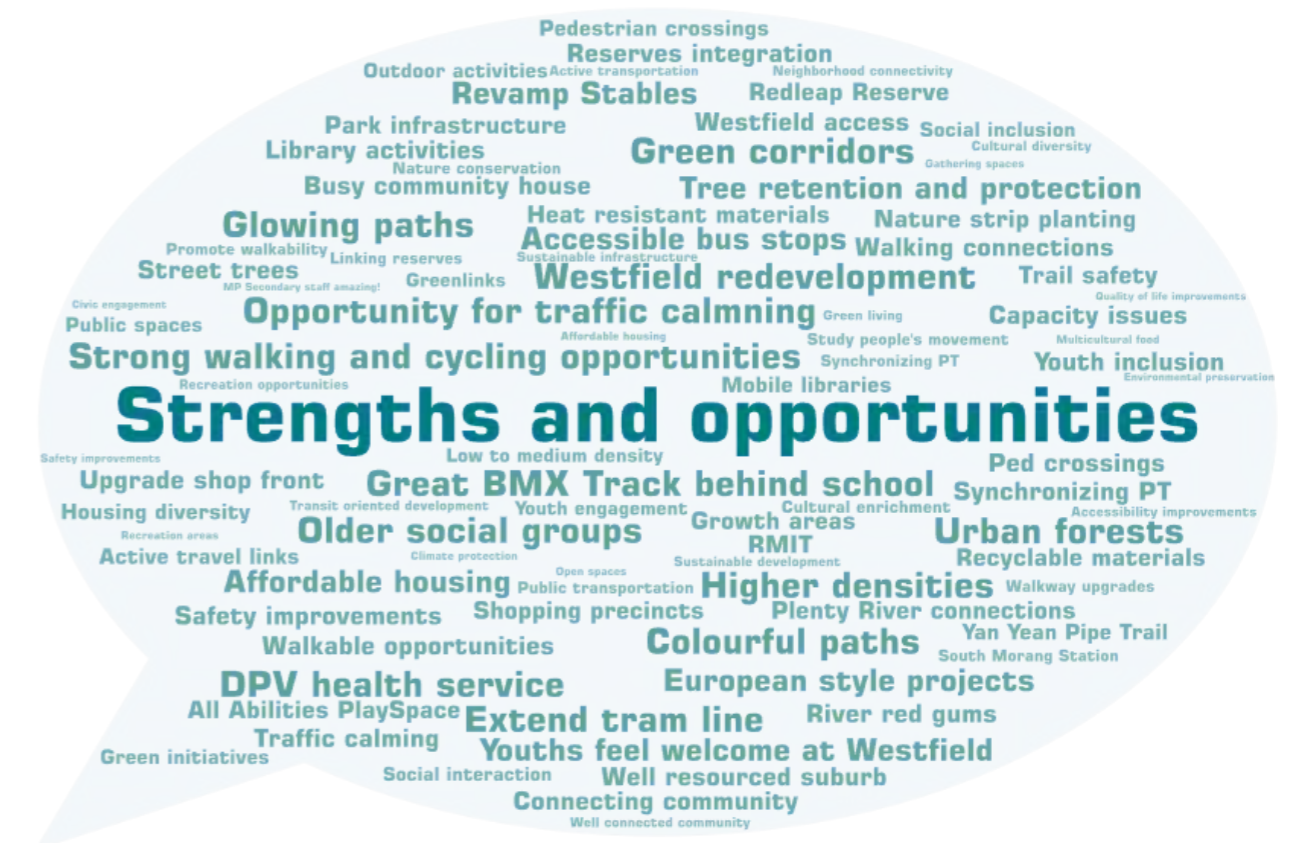 Pedestrian crossings
Reserves integration
Outdoor activities
Active transportation
Neighborhood connectivity
Revamp Stables
Redleap Reserve
Park infrastructure
Westfield access
Social inclusion
Library activities
Green corridors
Cultural diversity
Nature conservation
Gathering spaces
Busy community house
Tree retention and protection
Glowing paths
Heat resistant materials
Nature strip planting
Accessible bus stops
Walking connections
Promote walkability
Linking reserves
Sustainable infrastructure
Street trees
Greenlinks
Westfield redevelopment
Trail safety
MP Secondary staff amazing!
Quality of life improvements
Civic engagement
Opportunity for traffic calmning
Green living
Capacity issues
Public spaces
Affordable housing
Study people's movement
Multicultural food
Strong walking and cycling opportunities
Synchronizing PT
Youth inclusion
Recreation opportunities
Mobile libraries
Environmental preservation
Strengths and opportunities
Safety improvements
Low to medium density
Ped crossings
Upgrade shop front
Great BMX Track behind school
Synchronizing PT
Housing diversity
Transit oriented development
Youth engagement
Cultural enrichment
Accessibility improvements
Recreation areas
Older social groups
Growth areas
Urban forests
RMIT
Active travel links
Climate protection
Sustainable development
Recyclable materials
Open spaces
Affordable housing
Public transportation
Higher densities
Walkway upgrades
Safety improvements
Shopping precincts
Plenty River connections
Walkable opportunities
Colourful paths
Yan Yean Pipe Trail
South Morang Station
DPV health service
European style projects
All Abilities PlaySpace
Extend tram line
River red gums
Traffic calming
Youths feel welcome at Westfield
Green initiatives
Social interaction
Well resourced suburb
Connecting community
Well connected community